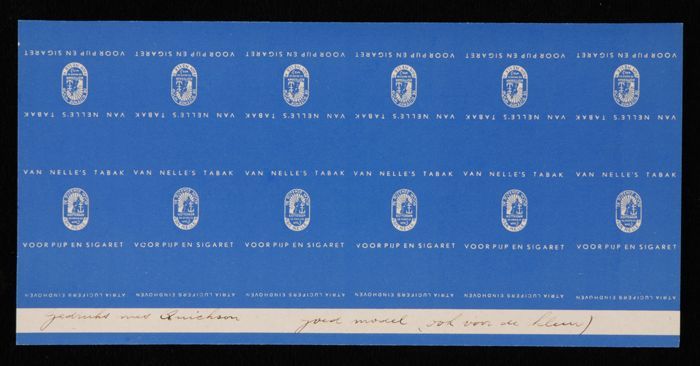 VOOR PIJP EN SIGARET VOOR PIJP EN SIGARET VOOR PIJP EN SIGARET VOOR PIJP EN SIGARET VOOR PIJP EN SIGARET VOOR PIJP EN SIGARET
VAN NELLE'S TABAK VAN NELLE'S TABAK VAN NELLE'S TABAK VAN NELLE'S TABAK VAN NELLE'S TABAK VAN NELLE'S TABAK
VAN NELLE'S TABAK VAN NELLE'S TABAK VAN NELLE'S TABAK VAN NELLE'S TABAK VAN NELLE'S TABAK VAN NELLE'S TABAK
VOOR PIJP EN SIGARET VOOR PIJP EN SIGARET VOOR PIJP EN SIGARET VOOR PIJP EN SIGARET VOOR PIJP EN SIGARET VOOR PIJP EN SIGARET
ATRIA LUCIFERS EINDHOVEN ATRIA LUCIFERS EINDHOVEN ATRIA LUCIFERS EINDHOVEN ATRIA LUCIFERS EINDHOVEN ATRIA LUCIFERS EINDHOVEN ATRIA LUCIFERS EINDHOVEN
gedrukt met goed model (ook voor de kleur)